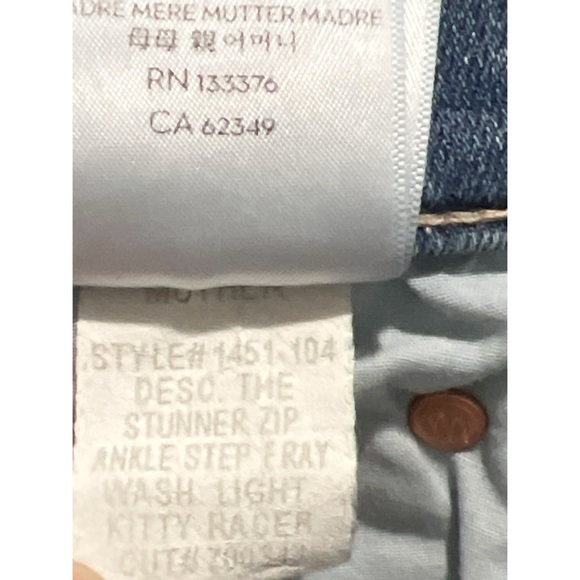 ADRE MERE MUTTER MADRE
母母 親 어머니
RN 133376
CA 62349
MOTHER
STYLE# 1451-104
DESC. THE
STUNNER ZIP
ANKLE STEP FRAY
WASH. LIGHT
KITTY RACER